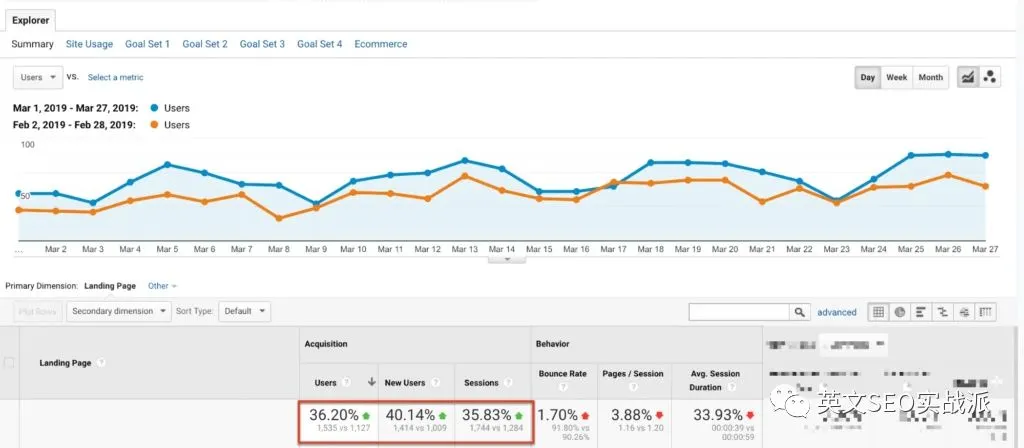 Explorer
Summary Site Usage Goal Set 1 Goal Set 2 Goal Set 3 Goal Set 4 Ecommerce
Users VS. Select a metric
Day Week Month
Mar 1, 2019 - Mar 27, 2019: Users
Feb 2, 2019 - Feb 28, 2019: Users
100
50
... Mar 2 Mar 3 Mar 4 Mar 5 Mar 6 Mar 7 Mar 8 Mar 9 Mar 10 Mar 11 Mar 12 Mar 13 Mar 14 Mar 15 Mar 16 Mar 17 Mar 18 Mar 19 Mar 20 Mar 21 Mar 22 Mar 23 Mar 24 Mar 25 Mar 26 Mar 27
Primary Dimension: Landing Page Other
Plot Rows Secondary dimension Sort Type: Default advanced
Acquisition Behavior
Landing Page ? Users ? New Users ? Sessions ? Bounce Rate ? Pages / Session ? Avg. Session Duration ?
36.20% 40.14% 35.83% 1.70% 3.88% 33.93%
1,535 vs 1,127 1,414 vs 1,009 1,744 vs 1,284 91.80% vs 90.26% 1.16 vs 1.20 00:00:39 vs 00:00:59
英文SEO实战派